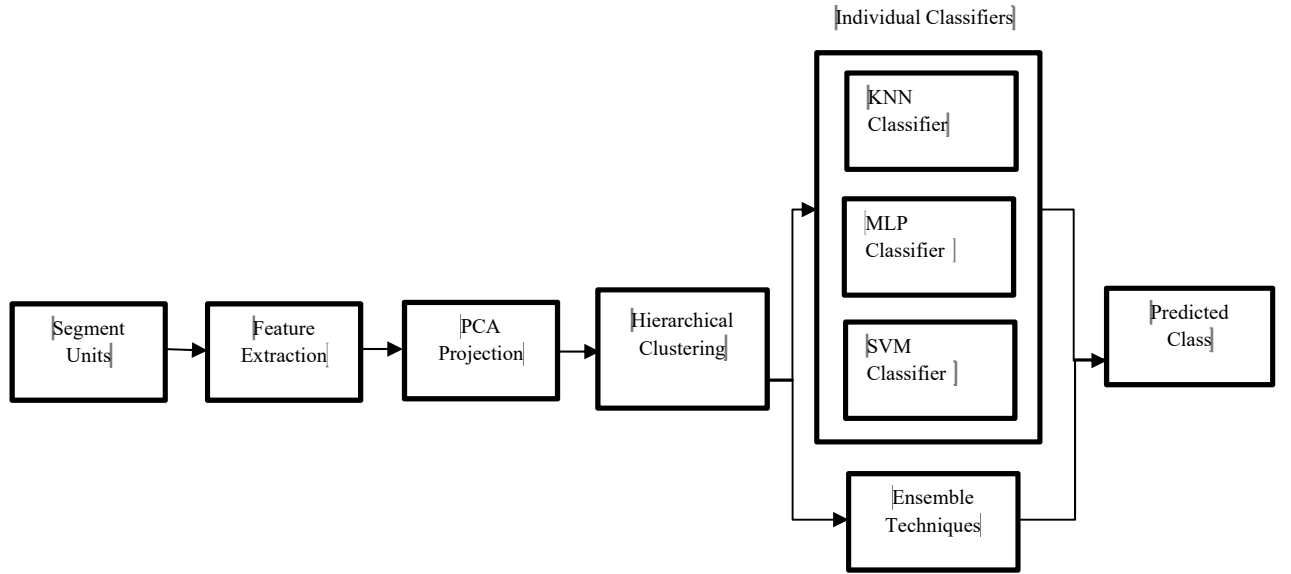 Individual Classifiers
KNN
Classifier
MLP
Classifier
SVM
Classifier
Segment
Units
Feature
Extraction
PCA
Projection
Hierarchical
Clustering
Predicted
Class
Ensemble
Techniques